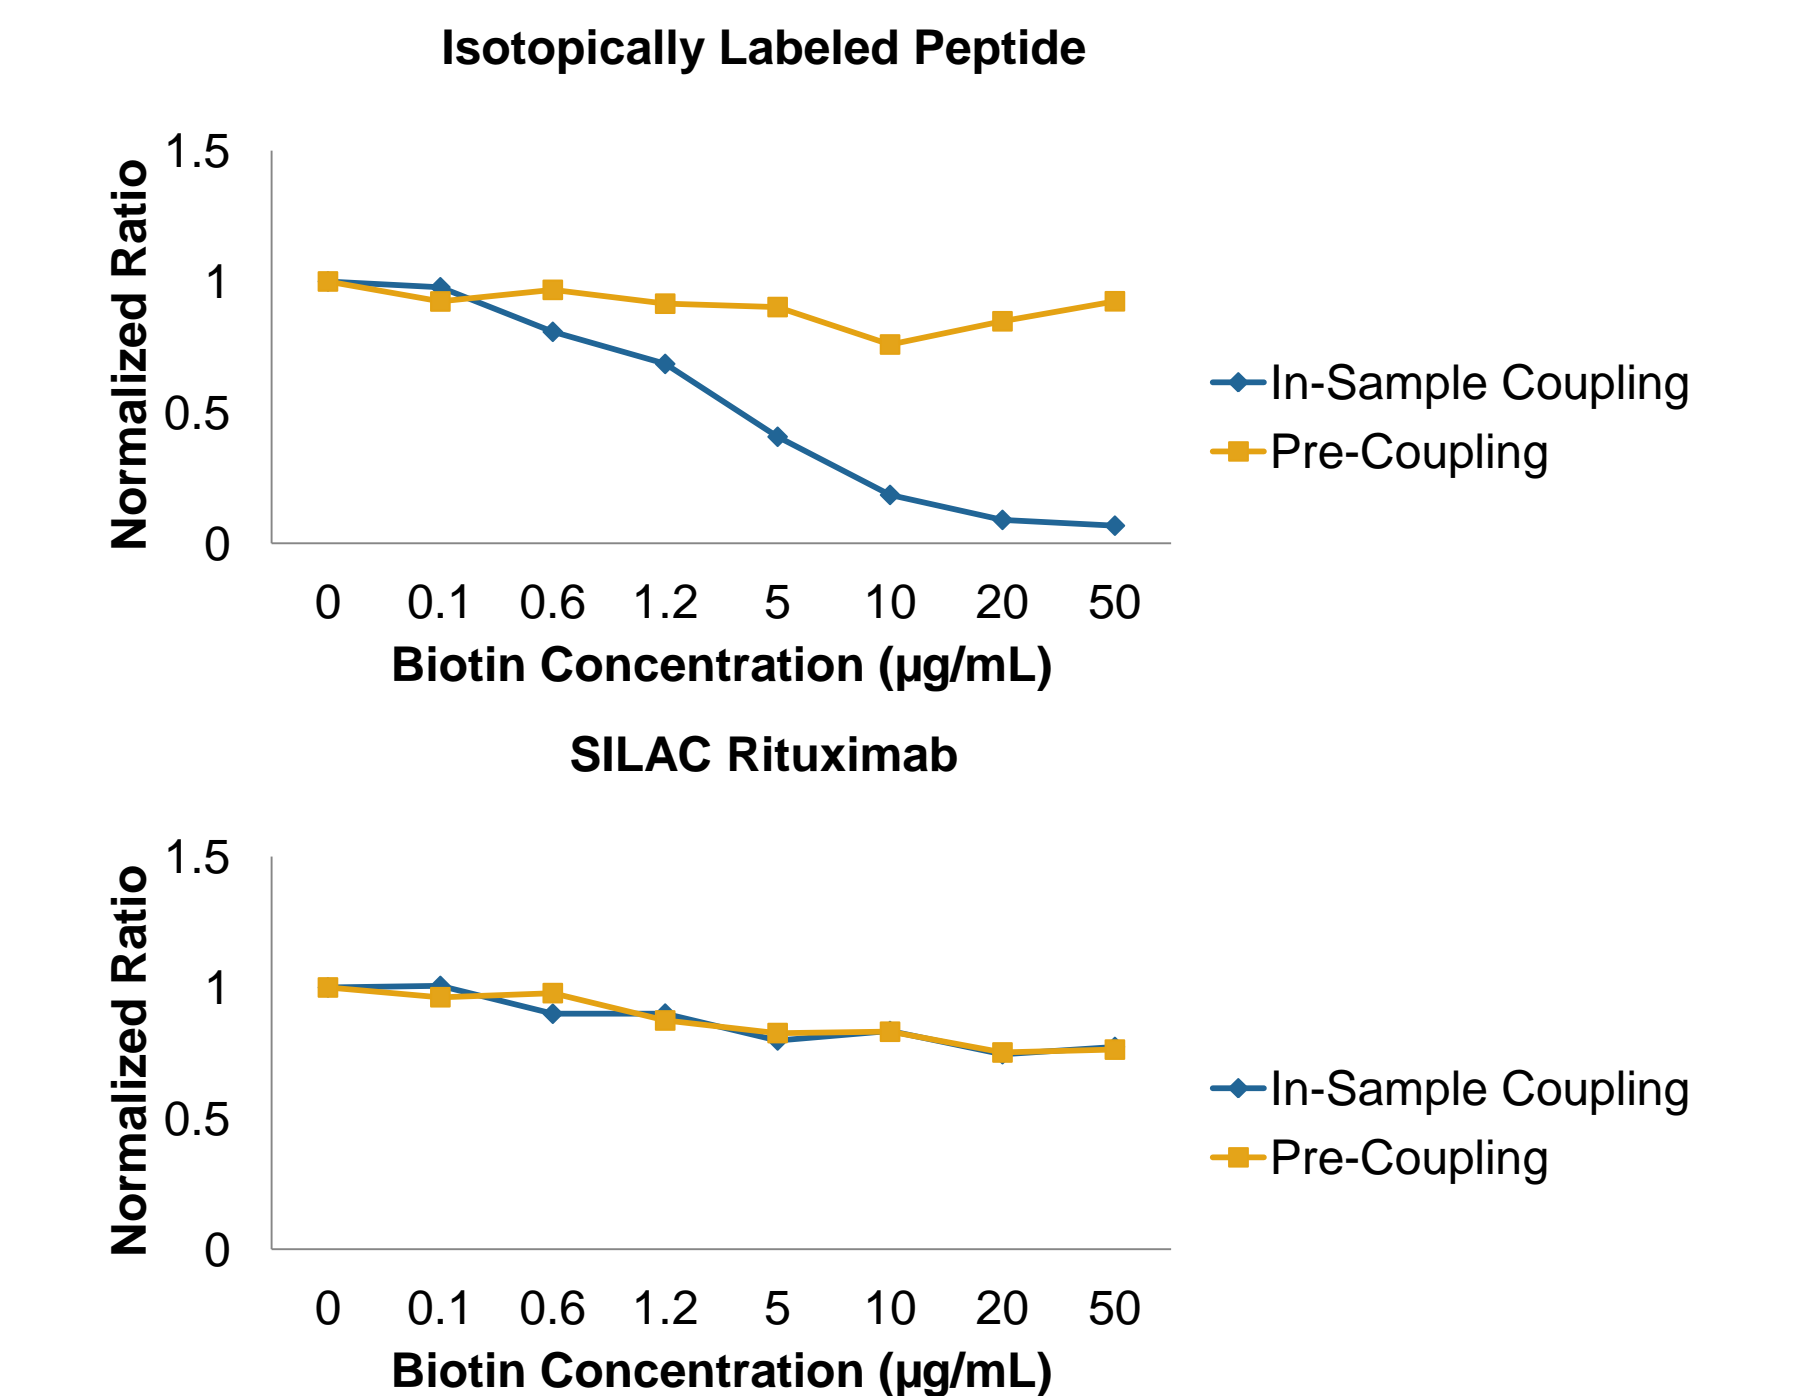 Isotopically Labeled Peptide
Normalized Ratio
1.5
1
0.5
0
0 0.1 0.6 1.2 5 10 20 50
Biotin Concentration (µg/mL)
In-Sample Coupling
Pre-Coupling
SILAC Rituximab
Normalized Ratio
1.5
1
0.5
0
0 0.1 0.6 1.2 5 10 20 50
Biotin Concentration (µg/mL)
In-Sample Coupling
Pre-Coupling